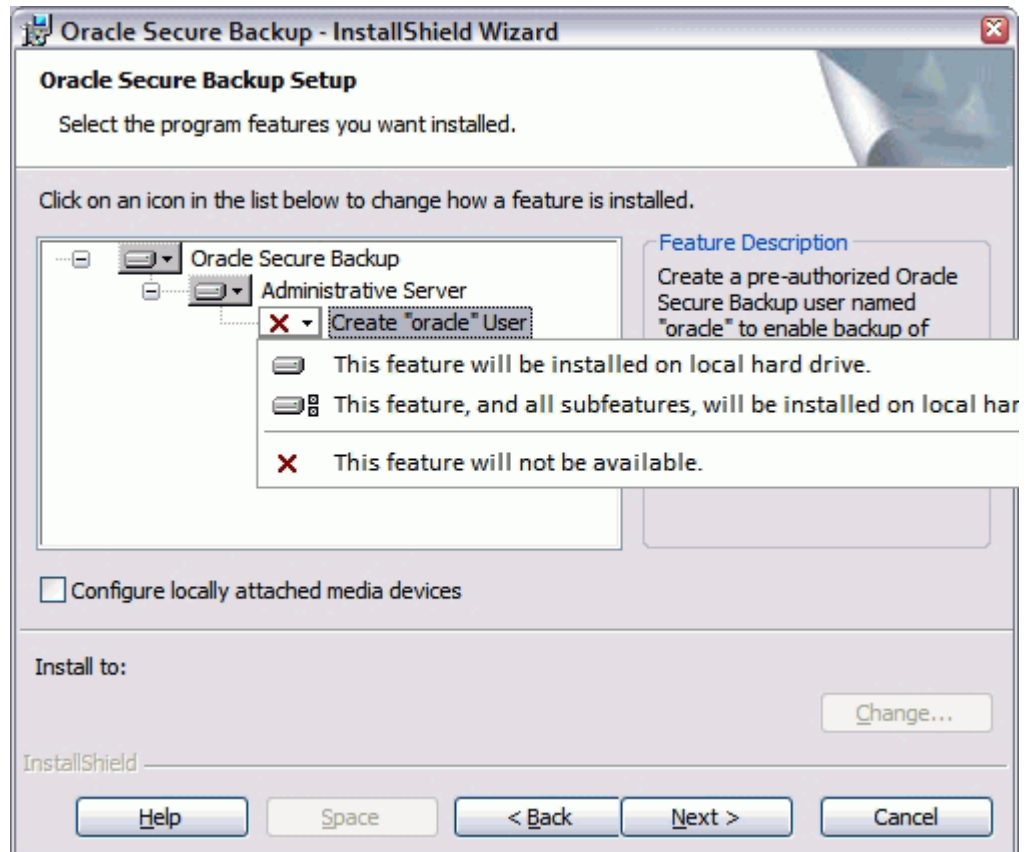 Oracle Secure Backup - InstallShield Wizard
Oracle Secure Backup Setup
Select the program features you want installed.
Click on an icon in the list below to change how a feature is installed.
Oracle Secure Backup
Administrative Server
Create "oracle" User
Feature Description
Create a pre-authorized Oracle
Secure Backup user named
"oracle" to enable backup of
This feature will be installed on local hard drive.
This feature, and all subfeatures, will be installed on local har
This feature will not be available.
Configure locally attached media devices
Install to:
Change...
InstallShield
Help
Space
< Back
Next >
Cancel